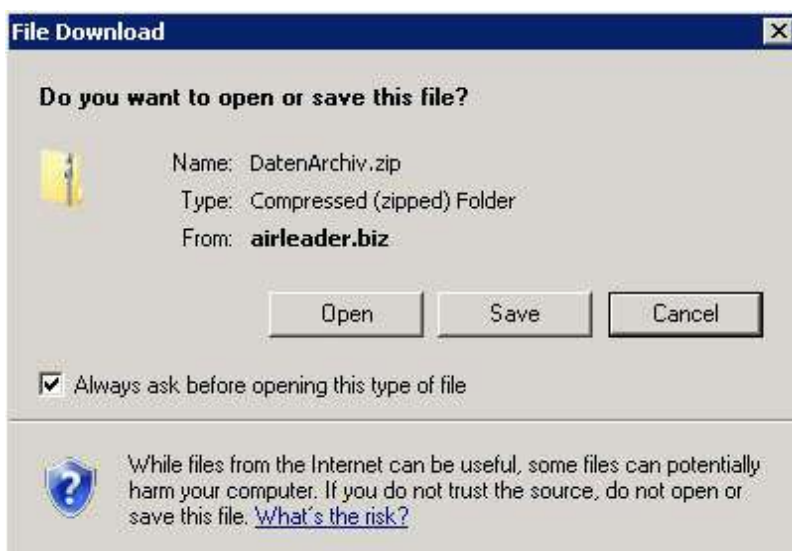 File Download
Do you want to open or save this file?
Name: DatenArchiv.zip
Type: Compressed (zipped) Folder
From: airleader.biz
Open Save Cancel
Always ask before opening this type of file
While files from the Internet can be useful, some files can potentially
harm your computer. If you do not trust the source, do not open or
save this file. What's the risk?